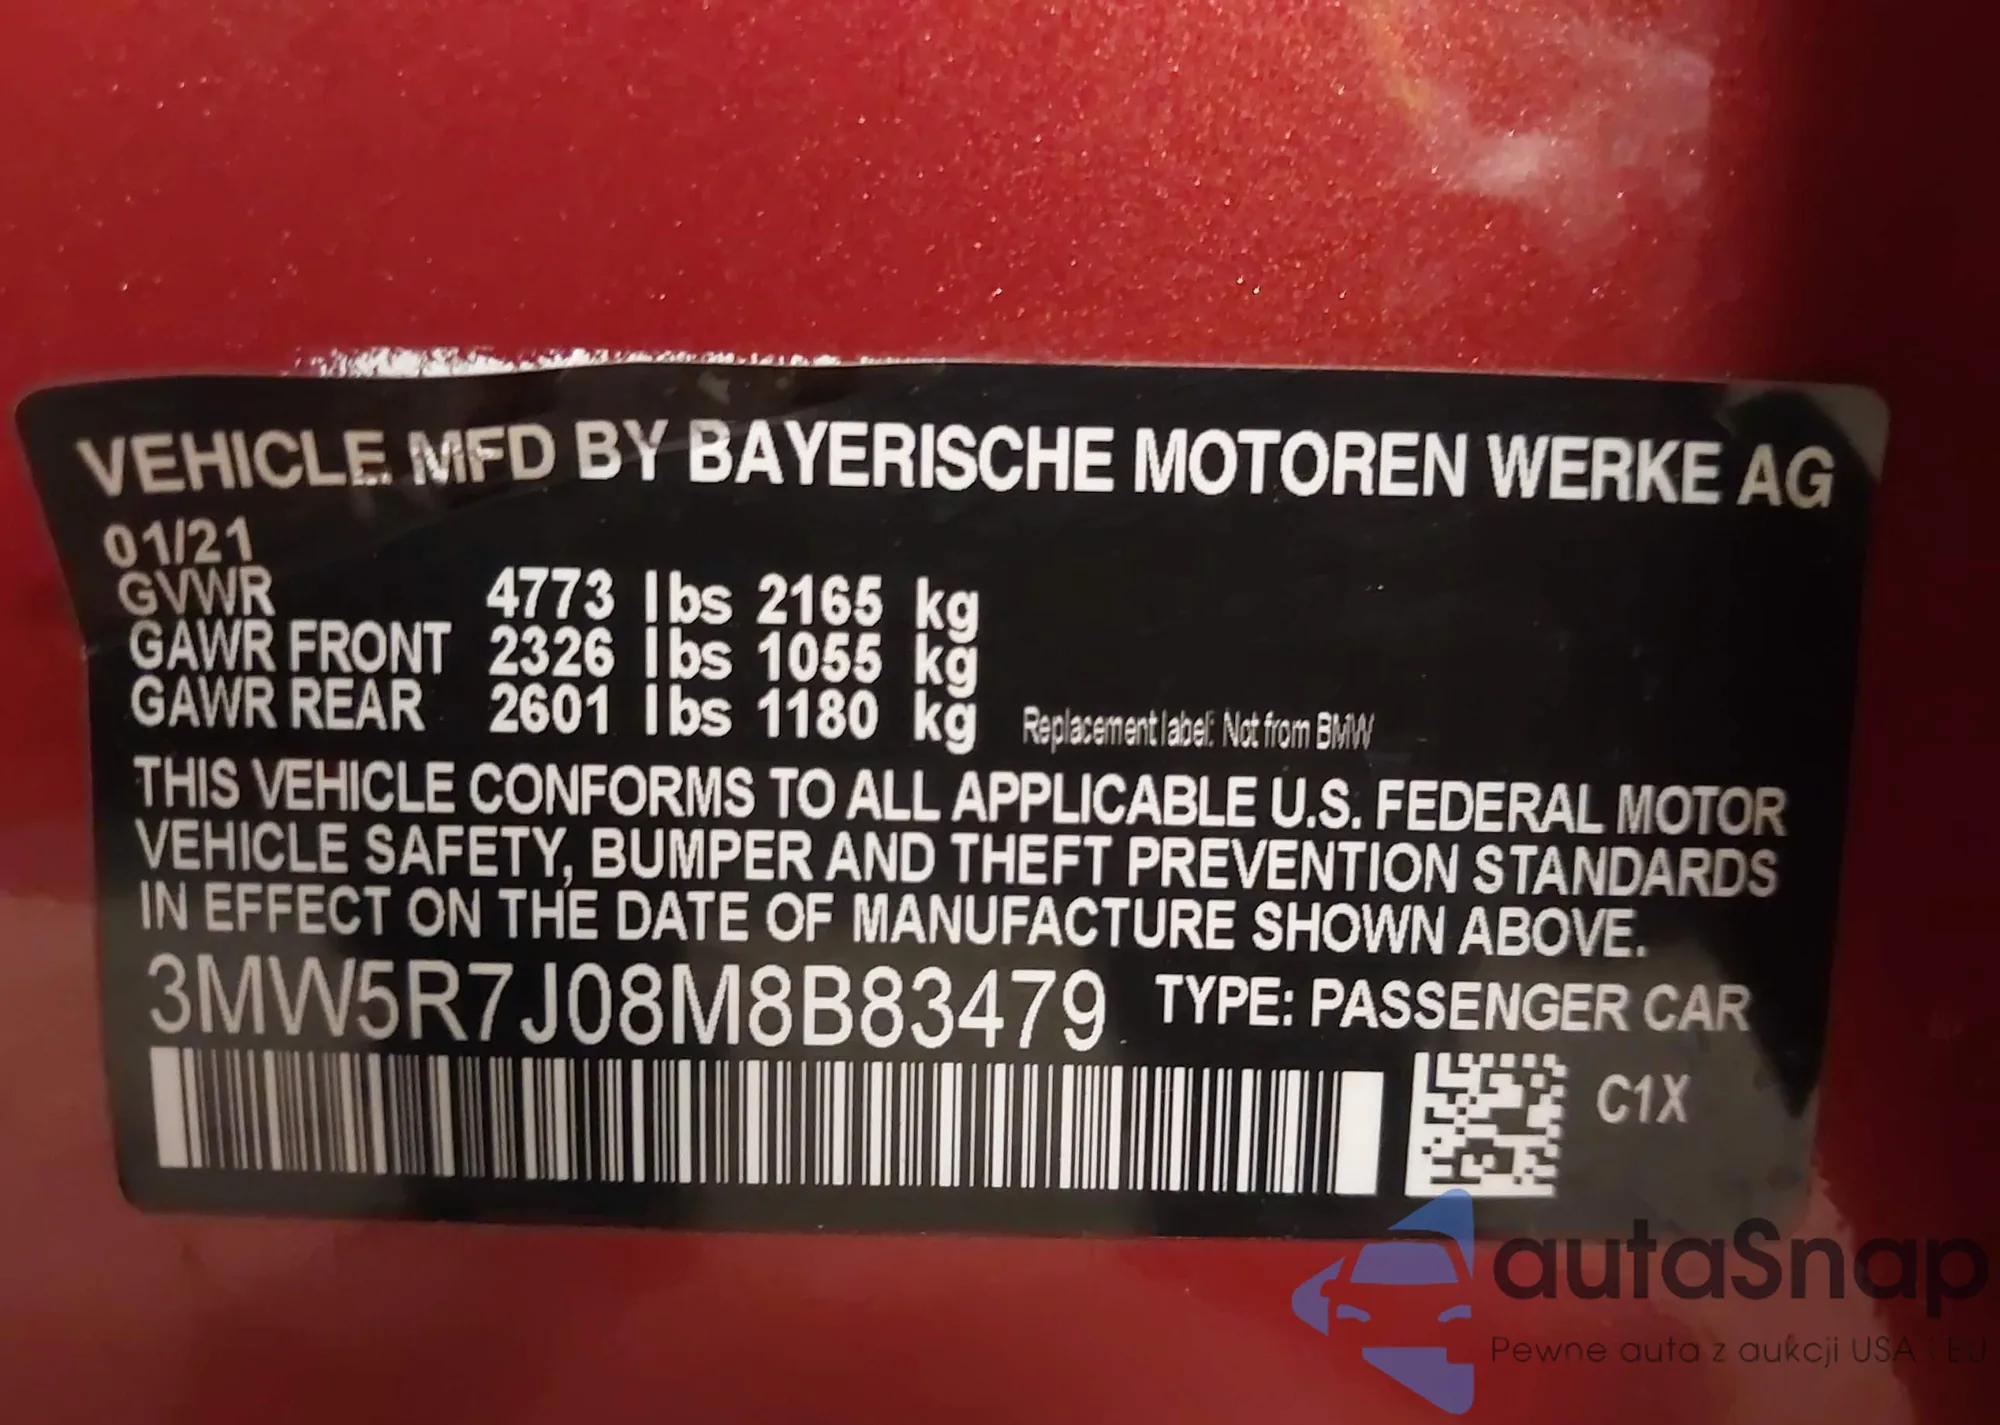 VEHICLE MFD BY BAYERISCHE MOTOREN WERKE AG
01/21
GVWR 4773 lbs 2165 kg
GAWR FRONT 2326 lbs 1055 kg
GAWR REAR 2601 lbs 1180 kg
Replacement label: Not from BMW
THIS VEHICLE CONFORMS TO ALL APPLICABLE U.S. FEDERAL MOTOR
VEHICLE SAFETY, BUMPER AND THEFT PREVENTION STANDARDS
IN EFFECT ON THE DATE OF MANUFACTURE SHOWN ABOVE.
3MW5R7J08M8B83479 TYPE: PASSENGER CAR
C1X
autaSnap
Pewne auta z aukcji USA i EU